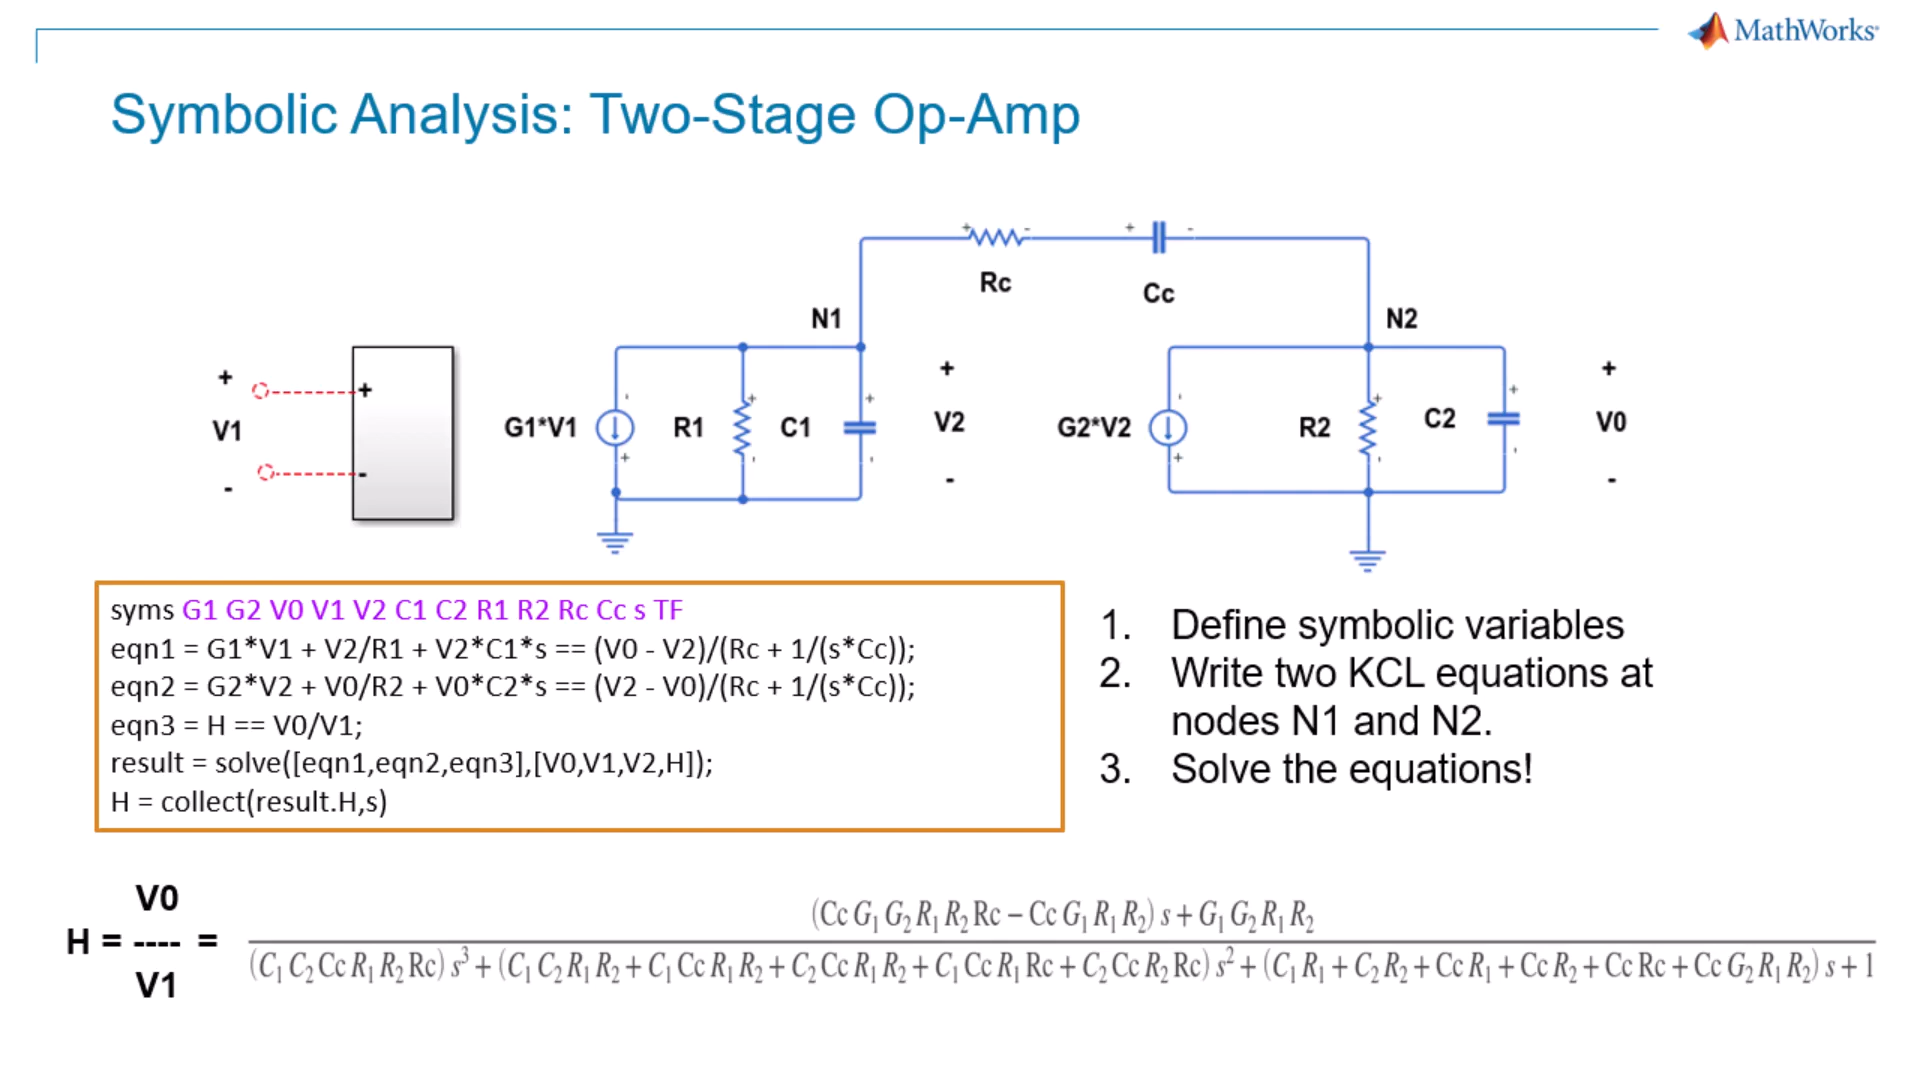 MathWorks®
Symbolic Analysis: Two-Stage Op-Amp
+ - + -
Rc
Cc
N1
N2
+ + + +
V1 G1*V1 R1 C1 V2 G2*V2 R2 C2 V0
- - - -
syms G1 G2 V0 V1 V2 C1 C2 R1 R2 Rc Cc s TF
eqn1 = G1*V1 + V2/R1 + V2*C1*s == (V0 - V2)/(Rc + 1/(s*Cc));
eqn2 = G2*V2 + V0/R2 + V0*C2*s == (V2 - V0)/(Rc + 1/(s*Cc));
eqn3 = H == V0/V1;
result = solve([eqn1,eqn2,eqn3],[V0,V1,V2,H]);
H = collect(result.H,s)
1. Define symbolic variables
2. Write two KCL equations at
nodes N1 and N2.
3. Solve the equations!
V0
H = ---- =
V1
(Cc G₁ G₂ R₁ R₂ Rc − Cc G₁ R₁ R₂) s + G₁ G₂ R₁ R₂
(C₁ C₂ Cc R₁ R₂ Rc) s³ + (C₁ C₂ R₁ R₂ + C₁ Cc R₁ R₂ + C₂ Cc R₁ R₂ + C₁ Cc R₁ Rc + C₂ Cc R₂ Rc) s² + (C₁ R₁ + C₂ R₂ + Cc R₁ + Cc R₂ + Cc Rc + Cc G₂ R₁ R₂) s + 1